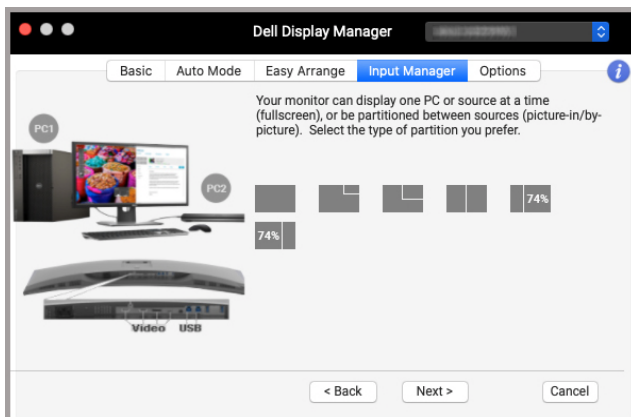 Dell Display Manager
Basic Auto Mode Easy Arrange Input Manager Options
i
Your monitor can display one PC or source at a time
(fullscreen), or be partitioned between sources (picture-in/by-
picture). Select the type of partition you prefer.
PC1
PC2
74%
74%
Video USB
< Back Next > Cancel